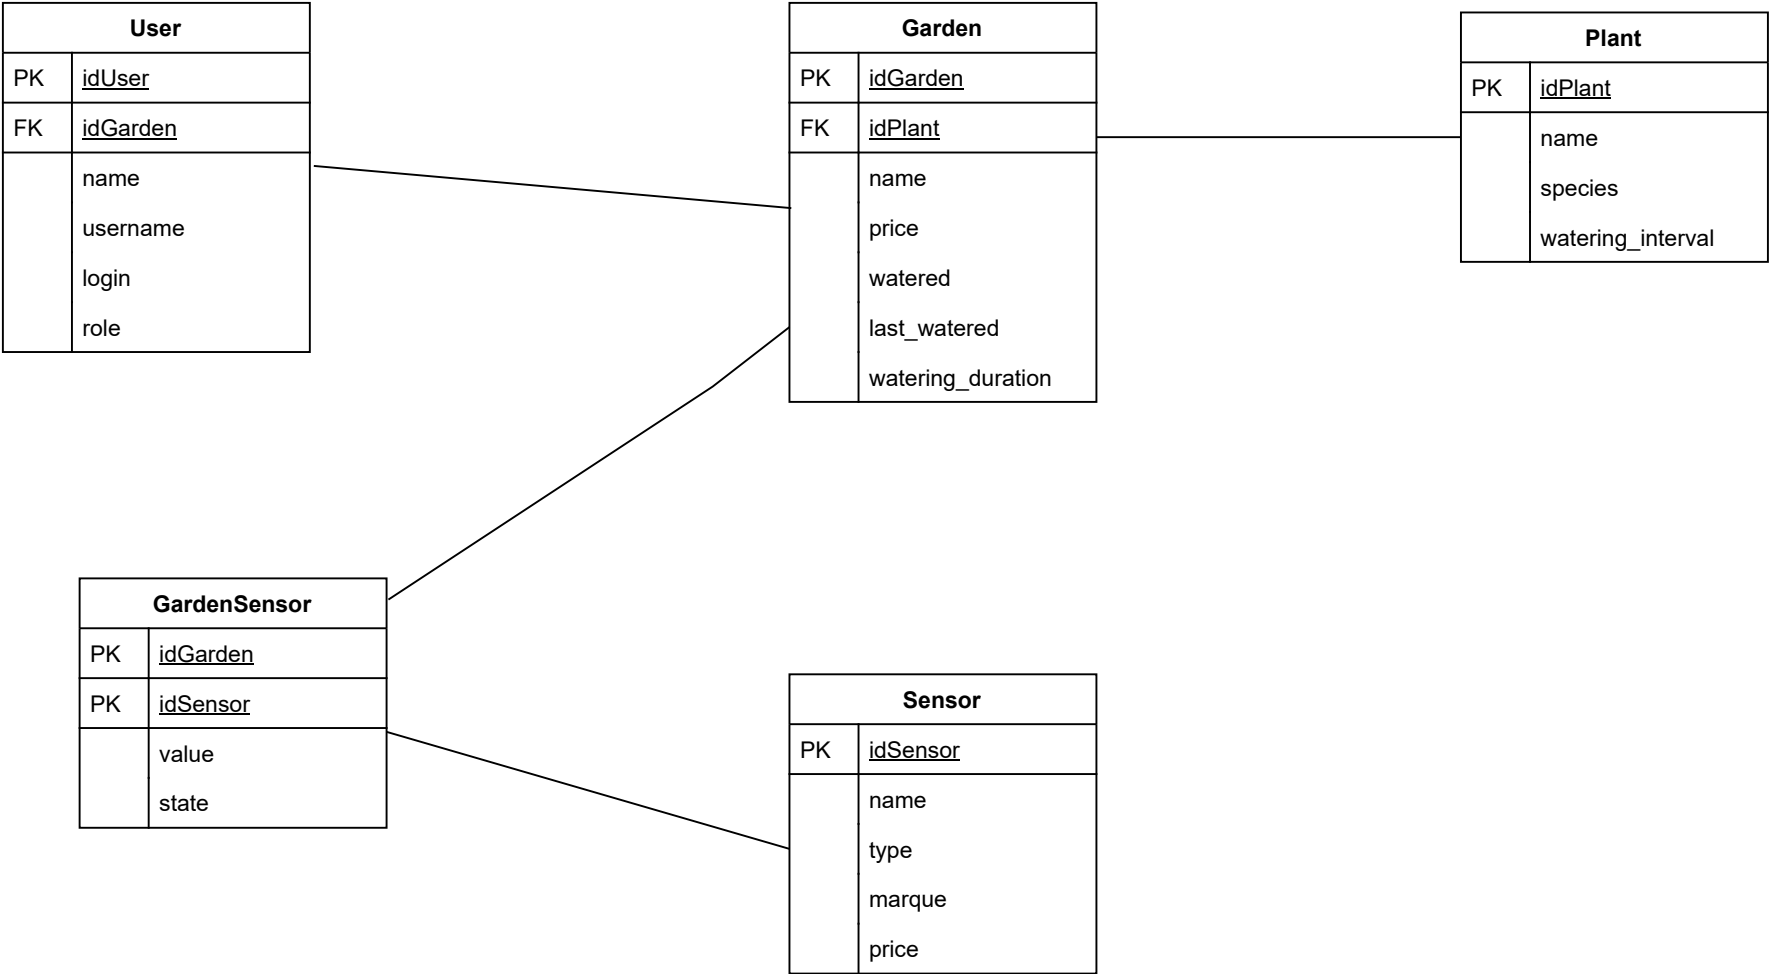 User
PK idUser
FK idGarden
name
username
login
role
Garden
PK idGarden
FK idPlant
name
price
watered
last_watered
watering_duration
Plant
PK idPlant
name
species
watering_interval
GardenSensor
PK idGarden
PK idSensor
value
state
Sensor
PK idSensor
name
type
marque
price